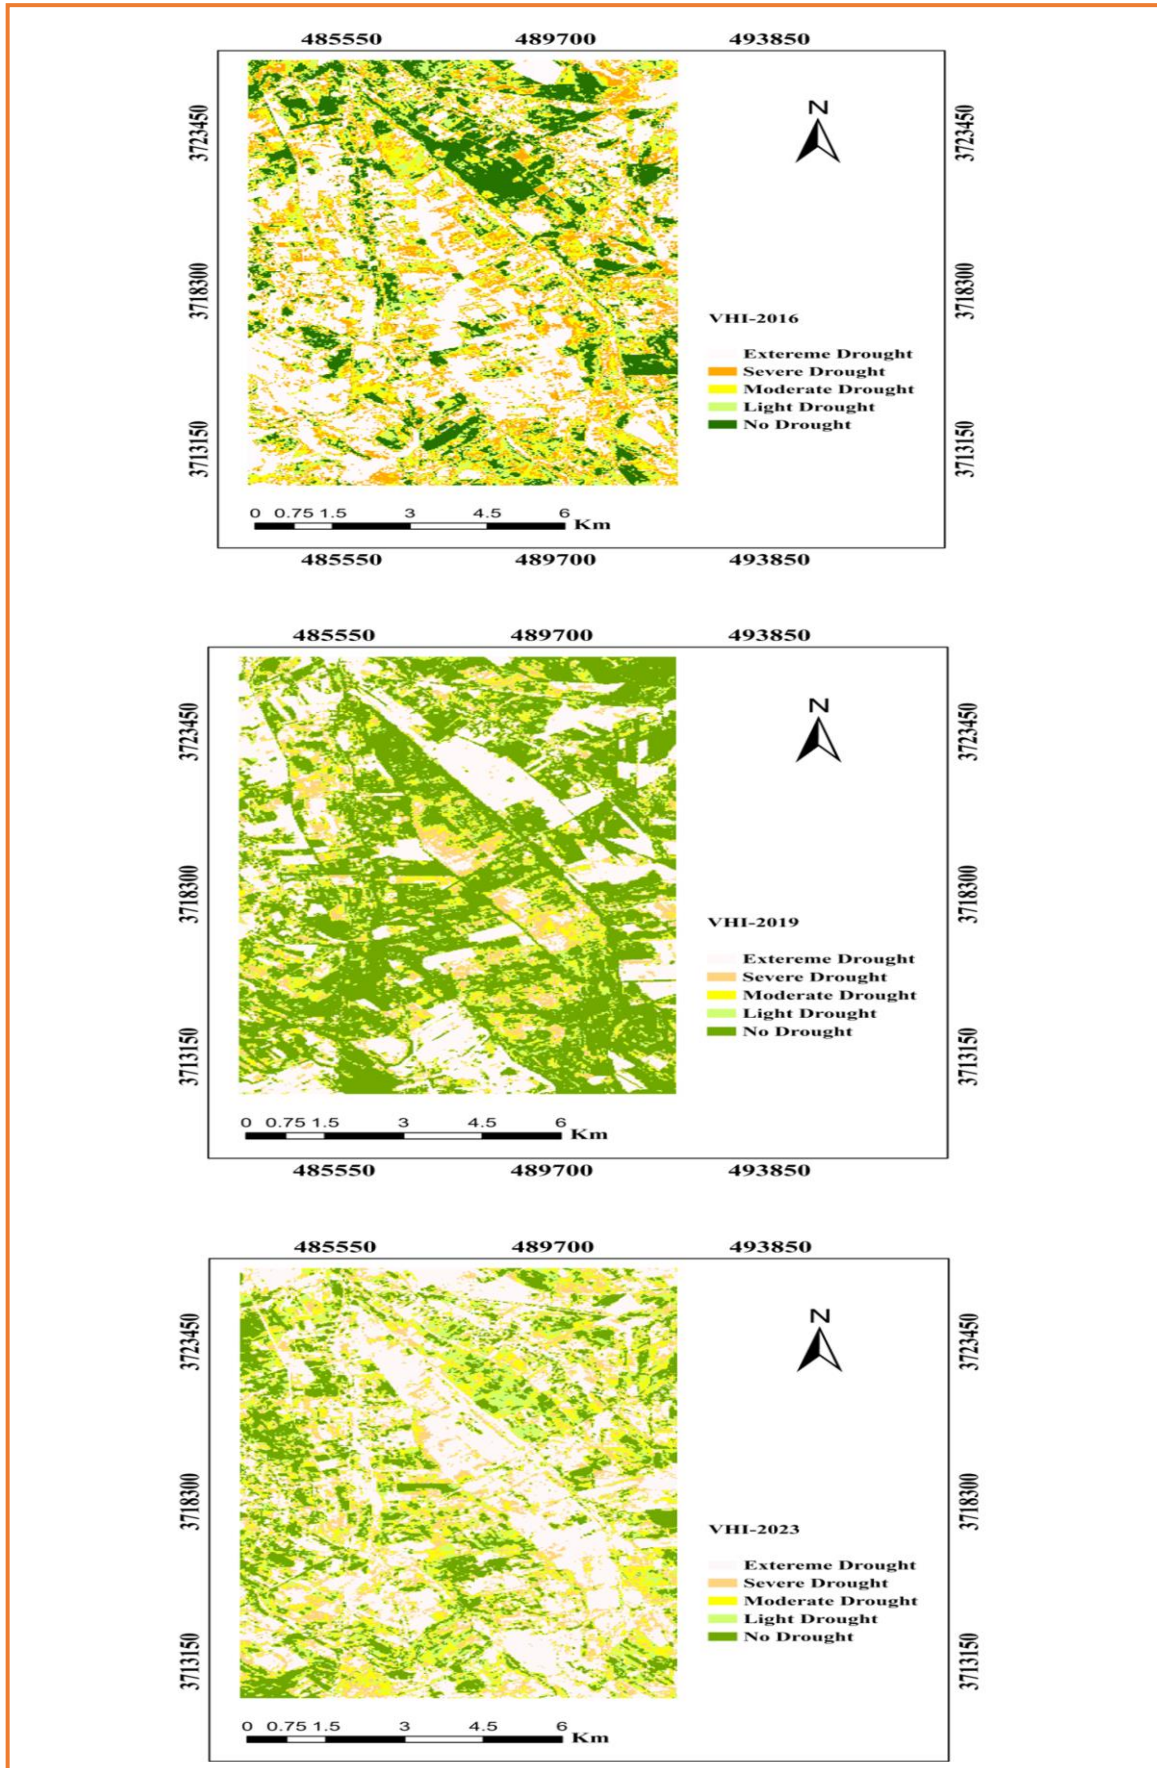 485550 489700 493850
N
3723450 3723450
3718300 3718300
VHI-2016
Extereme Drought
Severe Drought
Moderate Drought
Light Drought
No Drought
3713150 3713150
0 0.75 1.5 3 4.5 6
Km
485550 489700 493850
485550 489700 493850
N
3723450 3723450
3718300 3718300
VHI-2019
Extereme Drought
Severe Drought
Moderate Drought
Light Drought
No Drought
3713150 3713150
0 0.75 1.5 3 4.5 6
Km
485550 489700 493850
485550 489700 493850
N
3723450 3723450
3718300 3718300
VHI-2023
Extereme Drought
Severe Drought
Moderate Drought
Light Drought
No Drought
3713150 3713150
0 0.75 1.5 3 4.5 6
Km